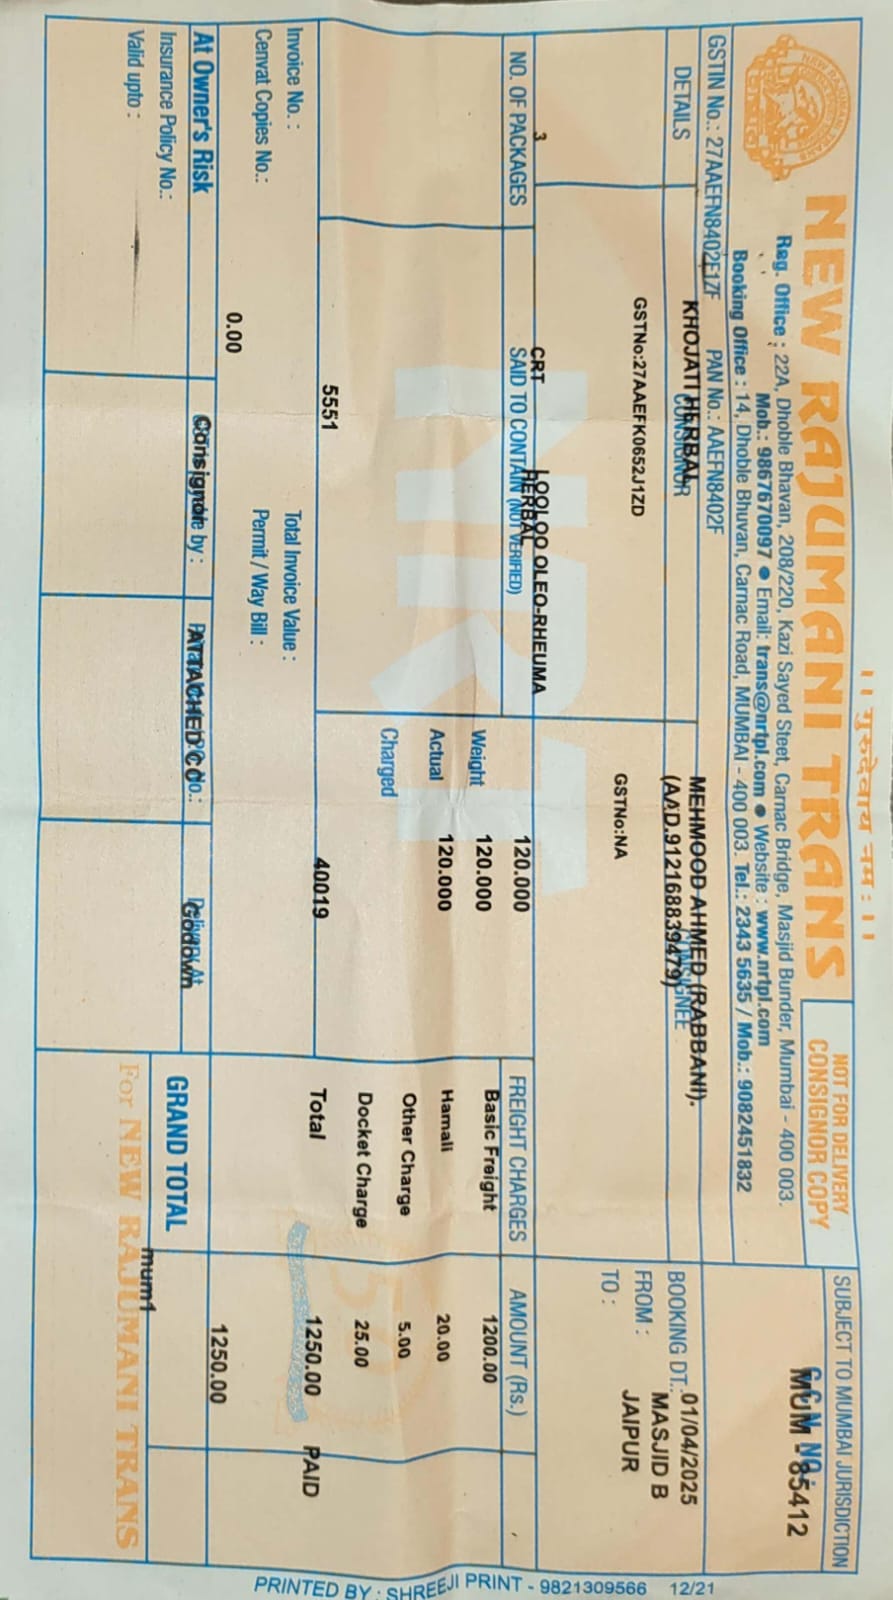 ।। गुरुदेवाय नमः ।।
NEW RAJUMANI TRANS
NOT FOR DELIVERY
CONSIGNOR COPY
SUBJECT TO MUMBAI JURISDICTION
Reg. Office : 22A, Dhoble Bhavan, 208/220, Kazi Sayed Steet, Carnac Bridge, Masjid Bunder, Mumbai - 400 003.
Mob.: 9867670097 ● Email: trans@nrtpl.com ● Website : www.nrtpl.com
Booking Office : 14, Dhoble Bhuvan, Carnac Road, MUMBAI - 400 003. Tel.: 2343 5635 / Mob.: 9082451832
G.C.N. NO.:
MUM - 85412
GSTIN No.: 27AAEFN8402F1ZF PAN No.: AAEFN8402F
DETAILS
CONSIGNOR
KHOJATI HERBAL
GSTNo:27AAEFK0652J1ZD
CONSIGNEE
MEHMOOD AHMED (RABBANI).
(AAD.912168839479)
GSTNo:NA
BOOKING DT.: 01/04/2025
FROM : MASJID B
TO : JAIPUR
NO. OF PACKAGES
SAID TO CONTAIN (NOT VERIFIED)
FREIGHT CHARGES
AMOUNT (Rs.)
3
CRT
LOOLOO OLEO-RHEUMA
HERBAL
120.000
Weight 120.000
Actual 120.000
Charged
Basic Freight 1200.00
Hamali 20.00
Other Charge 5.00
Docket Charge 25.00
Total 1250.00 PAID
NRT
Invoice No. : 5551
Total Invoice Value : 40019
Cenvat Copies No.: 0.00
Permit / Way Bill :
At Owner's Risk
Consignor
ATTACHED CO
Delivery At
Godown
GRAND TOTAL 1250.00
Insurance Policy No.:
Valid upto :
mum1
For NEW RAJUMANI TRANS
PRINTED BY : SHREEJI PRINT - 9821309566 12/21